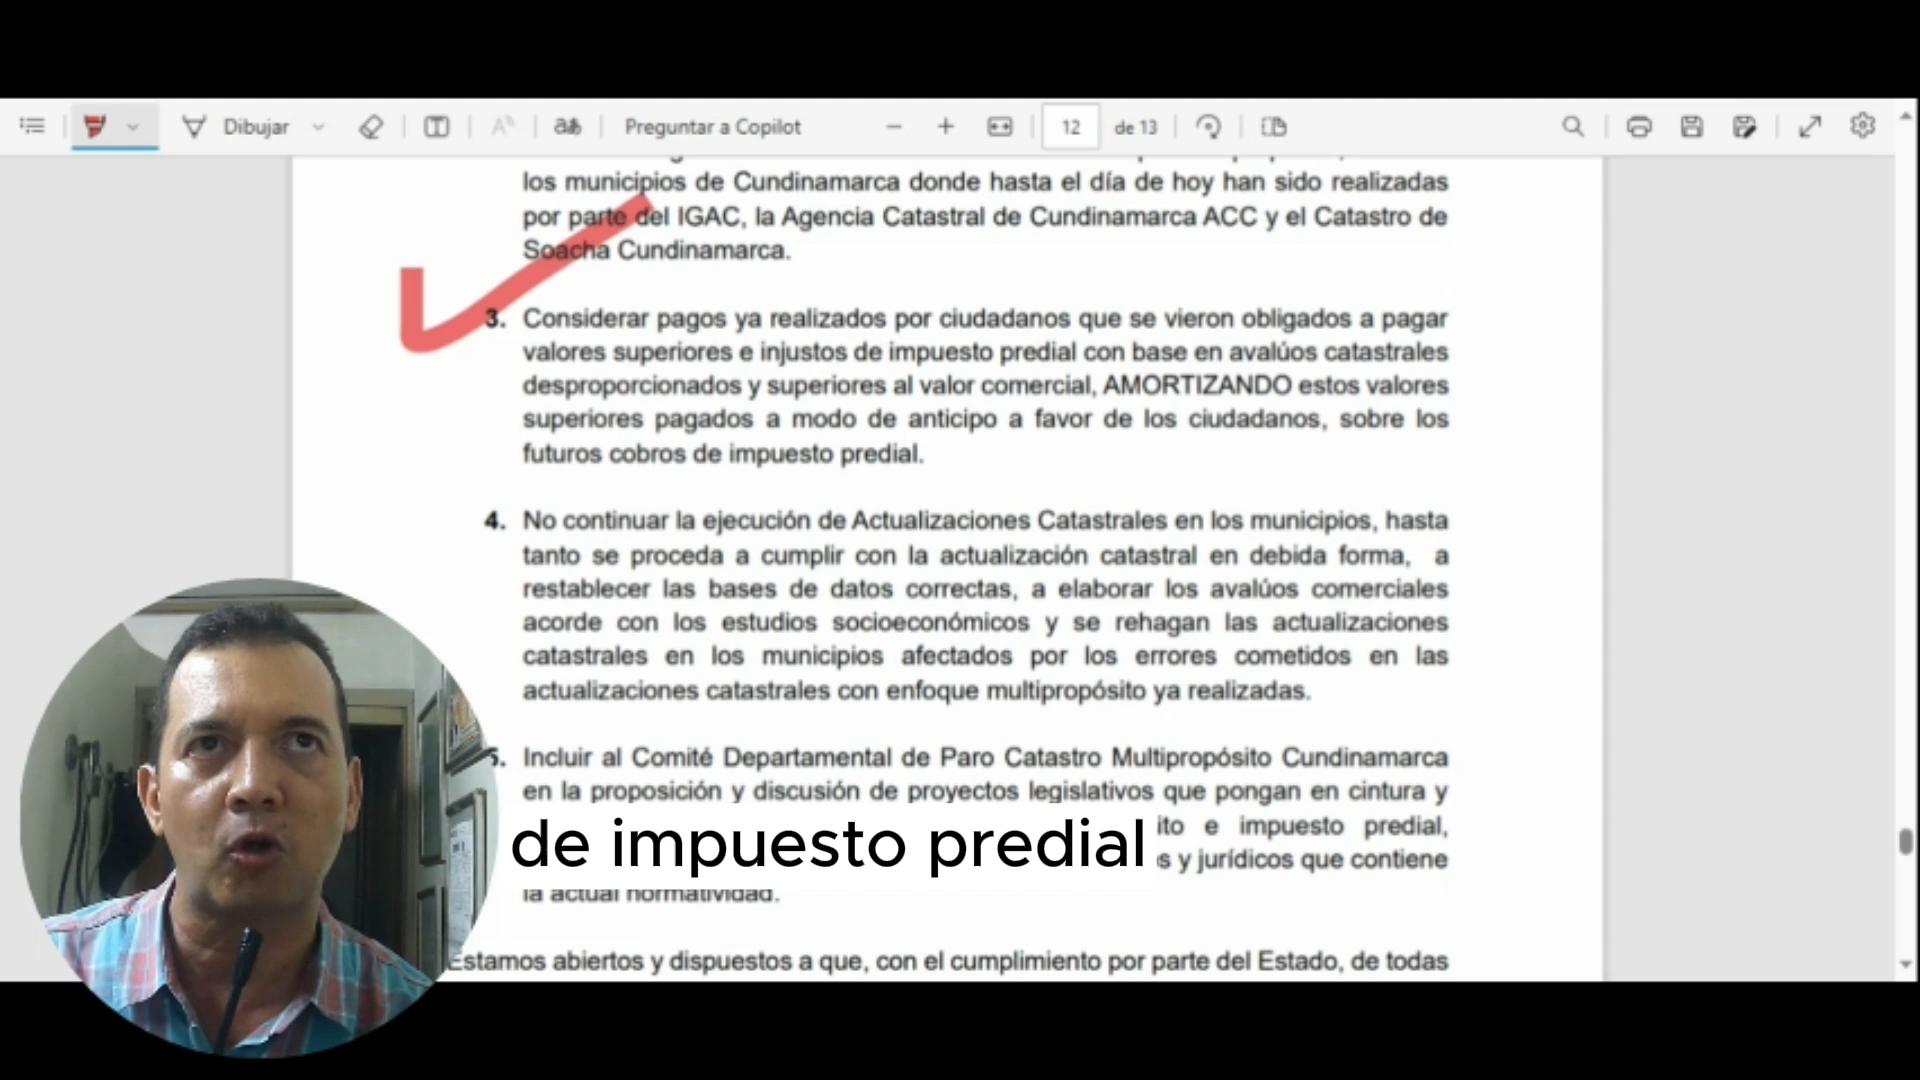 Dibujar
Preguntar a Copilot
12
de 13
los municipios de Cundinamarca donde hasta el día de hoy han sido realizadas
por parte del IGAC, la Agencia Catastral de Cundinamarca ACC y el Catastro de
Soacha Cundinamarca.
3. Considerar pagos ya realizados por ciudadanos que se vieron obligados a pagar
valores superiores e injustos de impuesto predial con base en avalúos catastrales
desproporcionados y superiores al valor comercial, AMORTIZANDO estos valores
superiores pagados a modo de anticipo a favor de los ciudadanos, sobre los
futuros cobros de impuesto predial.
4. No continuar la ejecución de Actualizaciones Catastrales en los municipios, hasta
tanto se proceda a cumplir con la actualización catastral en debida forma, a
restablecer las bases de datos correctas, a elaborar los avalúos comerciales
acorde con los estudios socioeconómicos y se rehagan las actualizaciones
catastrales en los municipios afectados por los errores cometidos en las
actualizaciones catastrales con enfoque multipropósito ya realizadas.
5. Incluir al Comité Departamental de Paro Catastro Multipropósito Cundinamarca
en la proposición y discusión de proyectos legislativos que pongan en cintura y
e impuesto predial,
y jurídicos que contiene
la actual normatividad.
de impuesto predial
Estamos abiertos y dispuestos a que, con el cumplimiento por parte del Estado, de todas